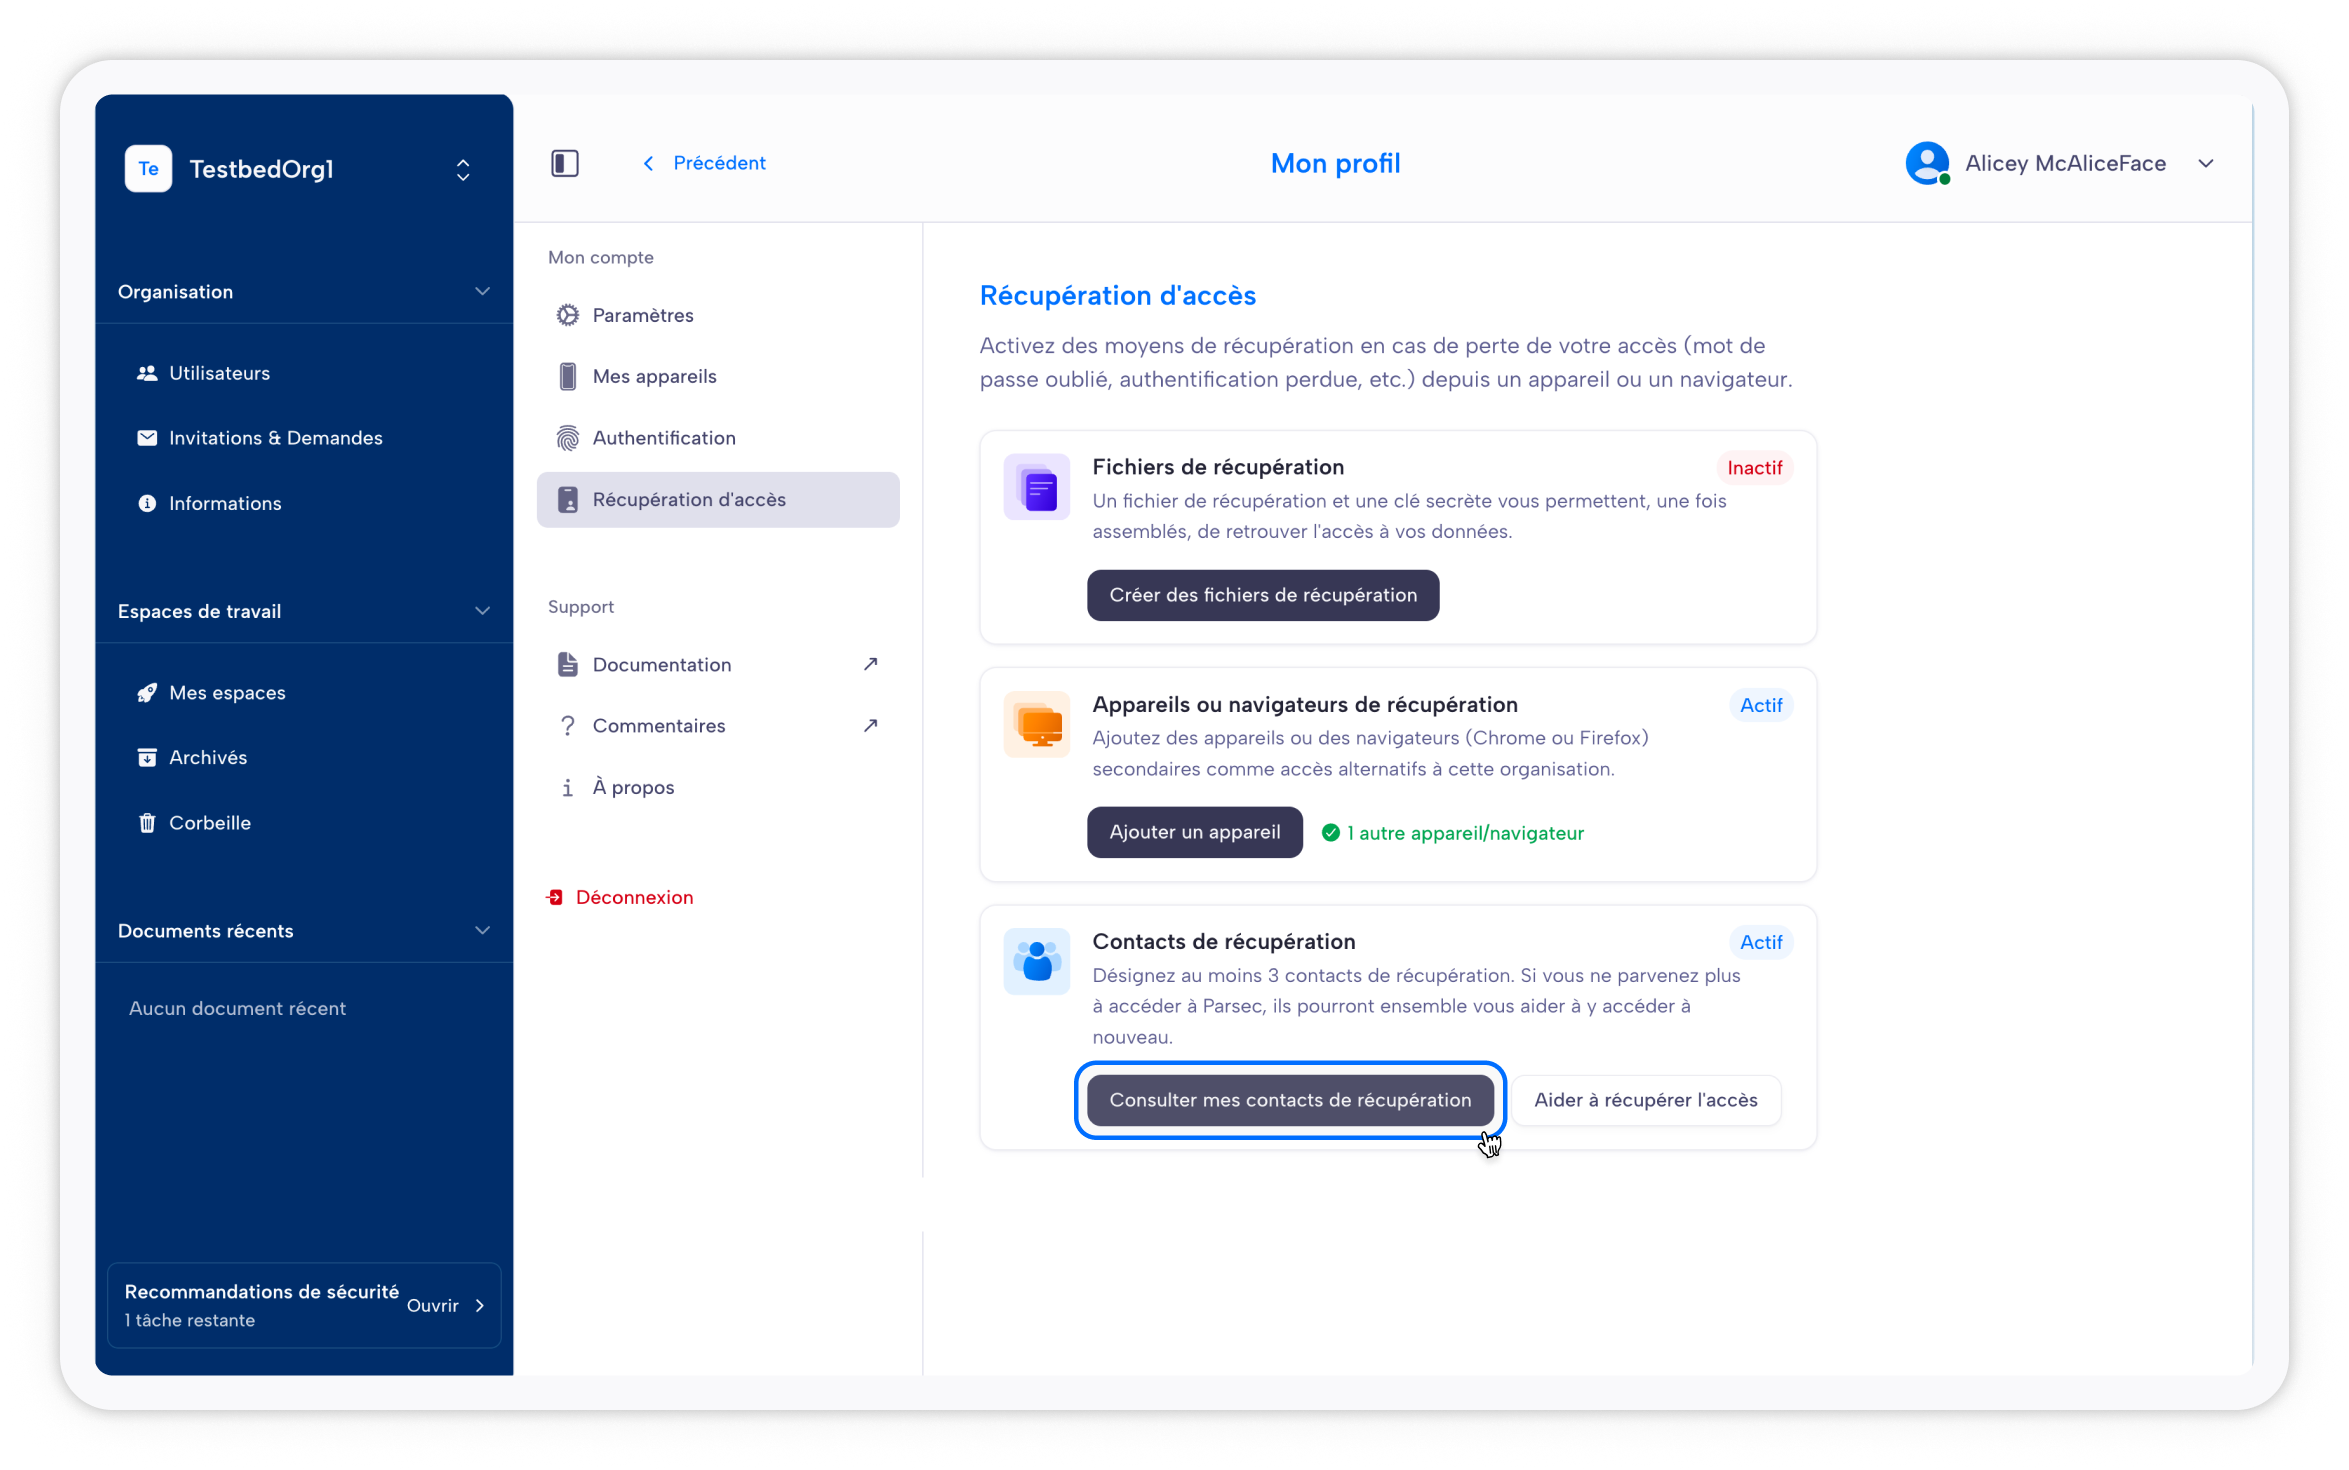 Te
TestbedOrg1
Organisation
Utilisateurs
Invitations & Demandes
Informations
Espaces de travail
Mes espaces
Archivés
Corbeille
Documents récents
Aucun document récent
Recommandations de sécurité
1 tâche restante
Ouvrir
Précédent
Mon profil
Alicey McAliceFace
Mon compte
Paramètres
Mes appareils
Authentification
Récupération d'accès
Support
Documentation
Commentaires
À propos
Déconnexion
Récupération d'accès
Activez des moyens de récupération en cas de perte de votre accès (mot de
passe oublié, authentification perdue, etc.) depuis un appareil ou un navigateur.
Fichiers de récupération
Inactif
Un fichier de récupération et une clé secrète vous permettent, une fois
assemblés, de retrouver l'accès à vos données.
Créer des fichiers de récupération
Appareils ou navigateurs de récupération
Actif
Ajoutez des appareils ou des navigateurs (Chrome ou Firefox)
secondaires comme accès alternatifs à cette organisation.
Ajouter un appareil
1 autre appareil/navigateur
Contacts de récupération
Actif
Désignez au moins 3 contacts de récupération. Si vous ne parvenez plus
à accéder à Parsec, ils pourront ensemble vous aider à y accéder à
nouveau.
Consulter mes contacts de récupération
Aider à récupérer l'accès